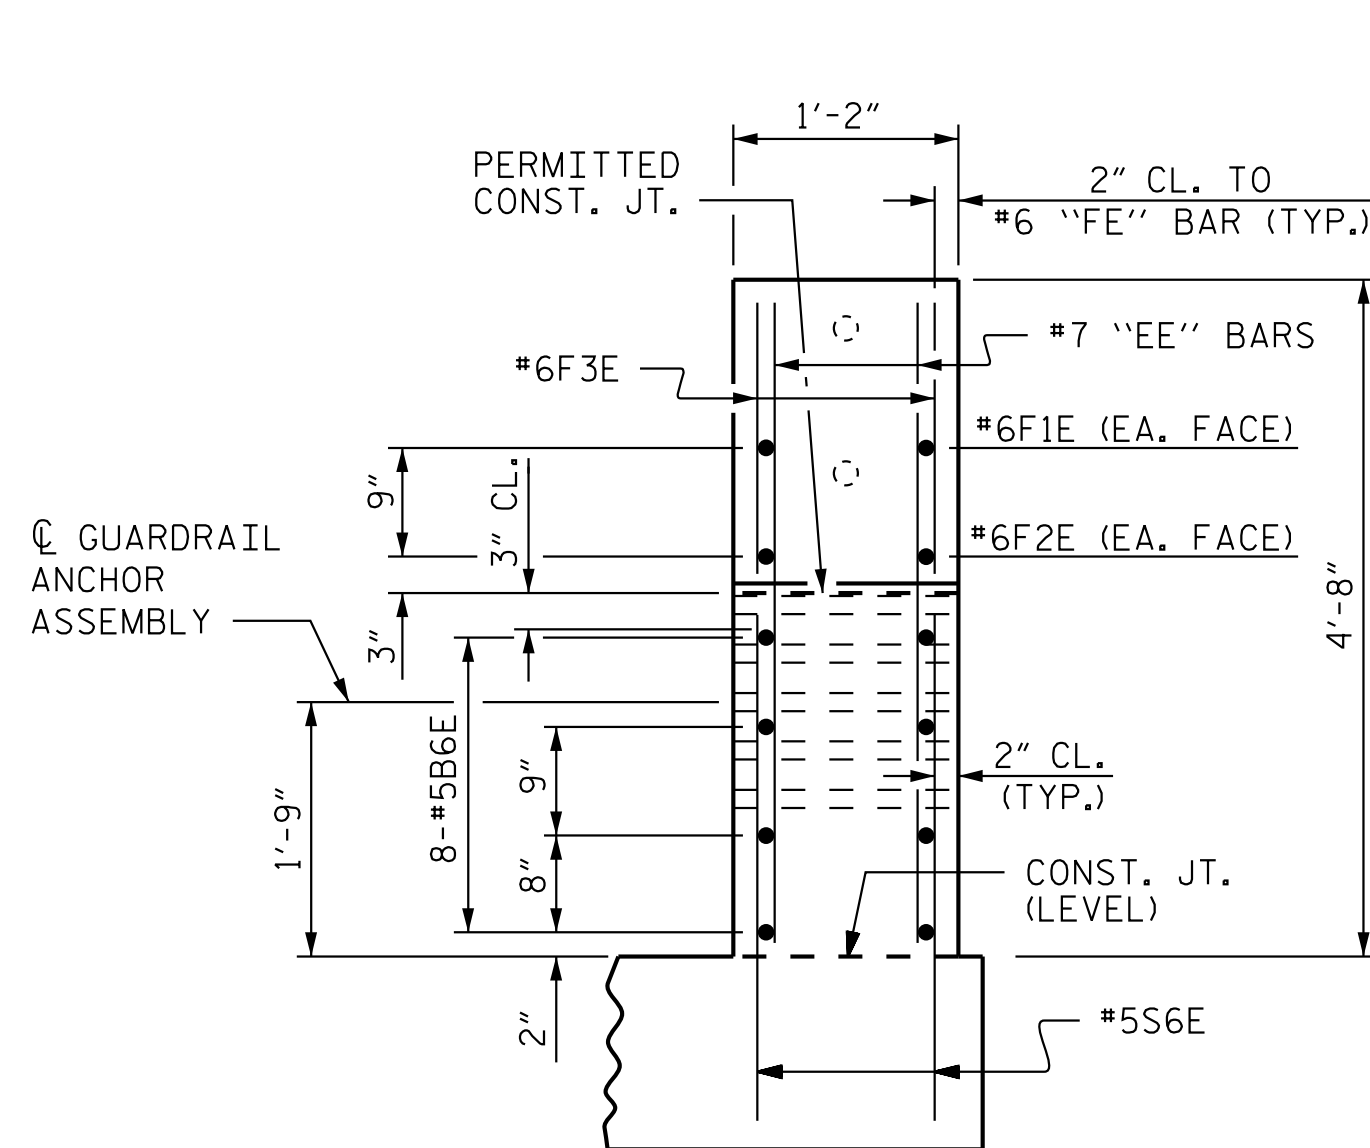 1'-2"
PERMITTED
CONST. JT.
2" CL. TO
#6 "FE" BAR (TYP.)
#7 "EE" BARS
#6F3E
#6F1E (EA. FACE)
9"
3" CL.
℄ GUARDRAIL
ANCHOR
ASSEMBLY
#6F2E (EA. FACE)
4'-8"
3"
8-#5B6E
9"
2" CL.
(TYP.)
1'-9"
8"
CONST. JT.
(LEVEL)
2"
#5S6E